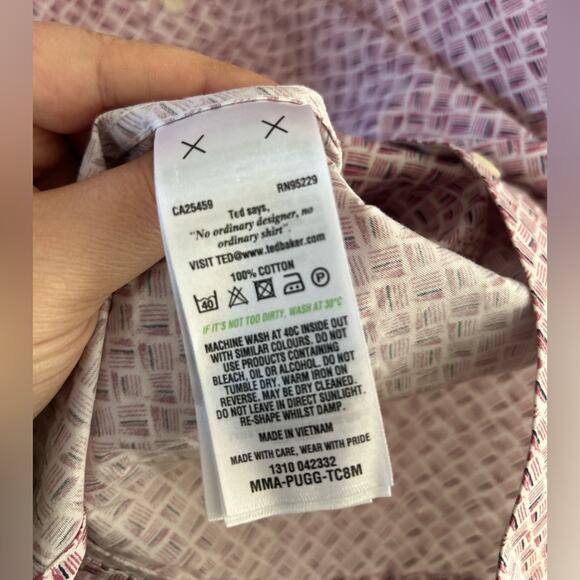 CA25459 RN95229
Ted says,
"No ordinary designer, no
ordinary shirt"
VISIT TED@www.tedbaker.com
100% COTTON
40 P
IF IT'S NOT TOO DIRTY, WASH AT 30°C
MACHINE WASH AT 40C INSIDE OUT
WITH SIMILAR COLOURS. DO NOT
USE PRODUCTS CONTAINING
BLEACH, OIL OR ALCOHOL. DO NOT
TUMBLE DRY. WARM IRON ON
REVERSE. MAY BE DRY CLEANED.
DO NOT LEAVE IN DIRECT SUNLIGHT.
RE-SHAPE WHILST DAMP.
MADE IN VIETNAM
MADE WITH CARE, WEAR WITH PRIDE
1310 042332
MMA-PUGG-TC8M